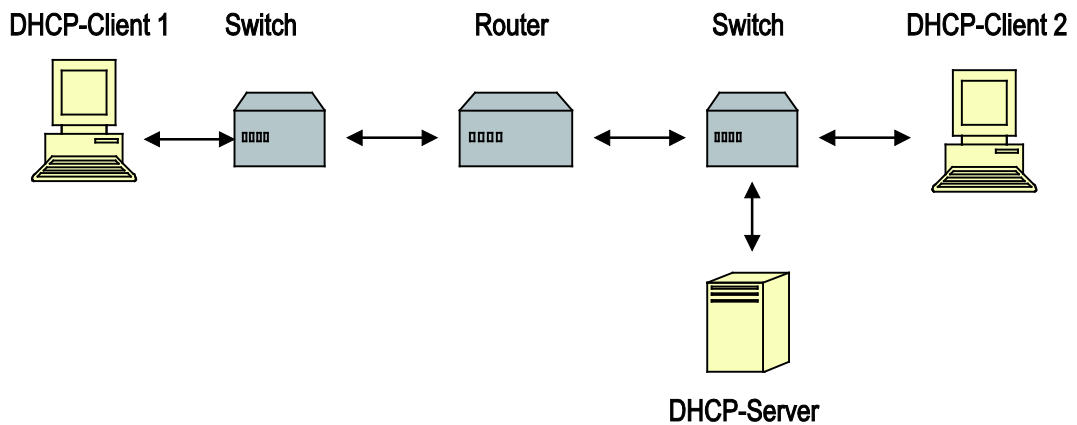 DHCP-Client 1
Switch
Router
Switch
DHCP-Client 2
DHCP-Server